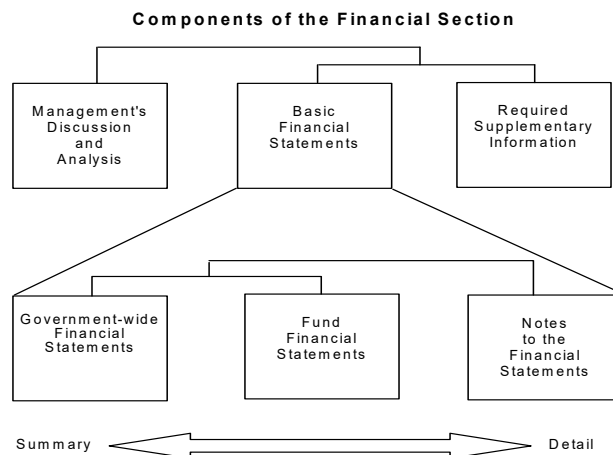 Components of the Financial Section
Management's
Discussion
and
Analysis
Basic
Financial
Statements
Required
Supplementary
Information
Government-wide
Financial
Statements
Fund
Financial
Statements
Notes
to the
Financial
Statements
Summary
Detail